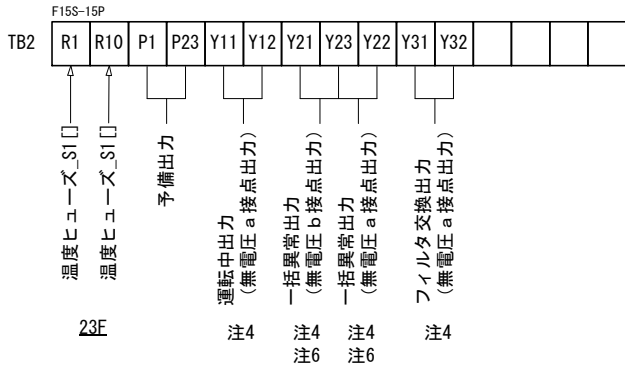 F15S-15P
TB2 R1 R10 P1 P23 Y11 Y12 Y21 Y23 Y22 Y31 Y32
温度ヒューズ_S1[]
温度ヒューズ_S1[]
予備出力
運転中出力
(無電圧a接点出力)
一括異常出力
(無電圧b接点出力)
一括異常出力
(無電圧a接点出力)
フィルタ交換出力
(無電圧a接点出力)
23F
注4 注4 注4 注4
注6 注6